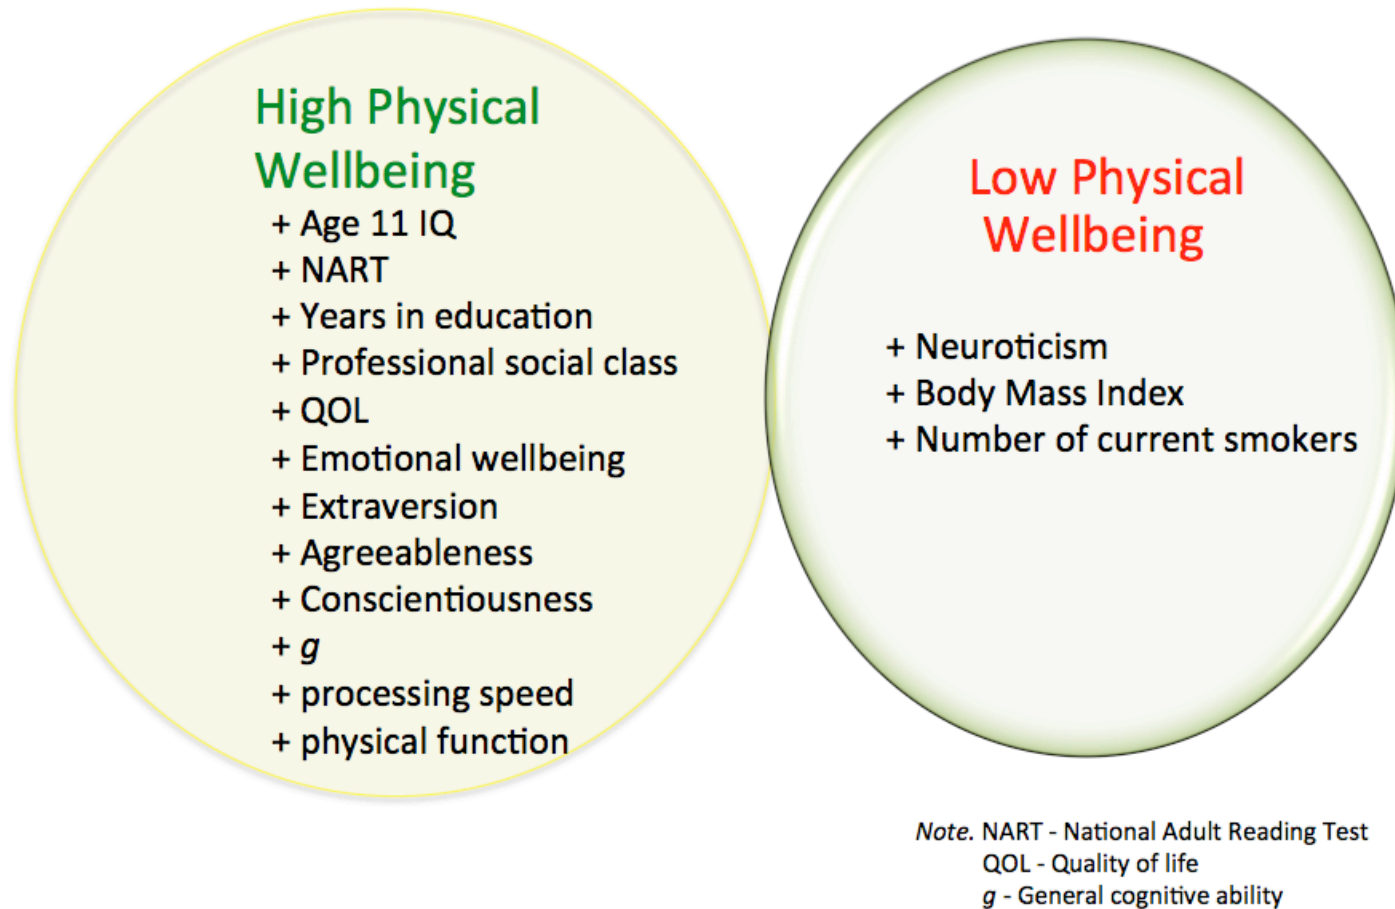 High Physical
Wellbeing
+ Age 11 IQ
+ NART
+ Years in education
+ Professional social class
+ QOL
+ Emotional wellbeing
+ Extraversion
+ Agreeableness
+ Conscientiousness
+ g
+ processing speed
+ physical function
Low Physical
Wellbeing
+ Neuroticism
+ Body Mass Index
+ Number of current smokers
Note. NART - National Adult Reading Test
QOL - Quality of life
g - General cognitive ability